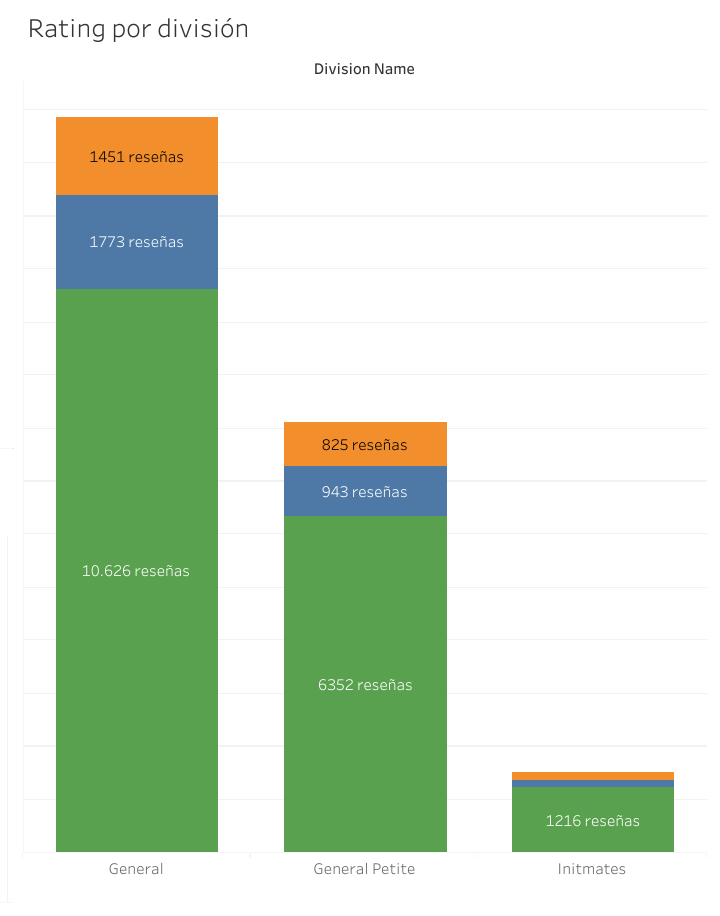 Rating por división
Division Name
1451 reseñas
1773 reseñas
10.626 reseñas
825 reseñas
943 reseñas
6352 reseñas
1216 reseñas
General
General Petite
Initmates